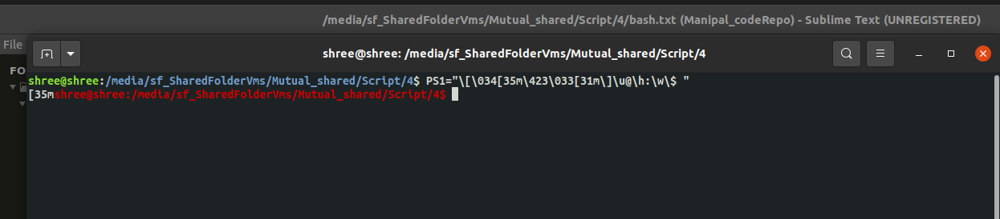 /media/sf_SharedFolderVms/Mutual_shared/Script/4/bash.txt (Manipal_codeRepo) - Sublime Text (UNREGISTERED)
File
shree@shree: /media/sf_SharedFolderVms/Mutual_shared/Script/4
FO
shree@shree:/media/sf_SharedFolderVms/Mutual_shared/Script/4$ PS1="\[\034[35m\423\033[31m\]\u@\h:\w\$ "
[35mshree@shree:/media/sf_SharedFolderVms/Mutual_shared/Script/4$